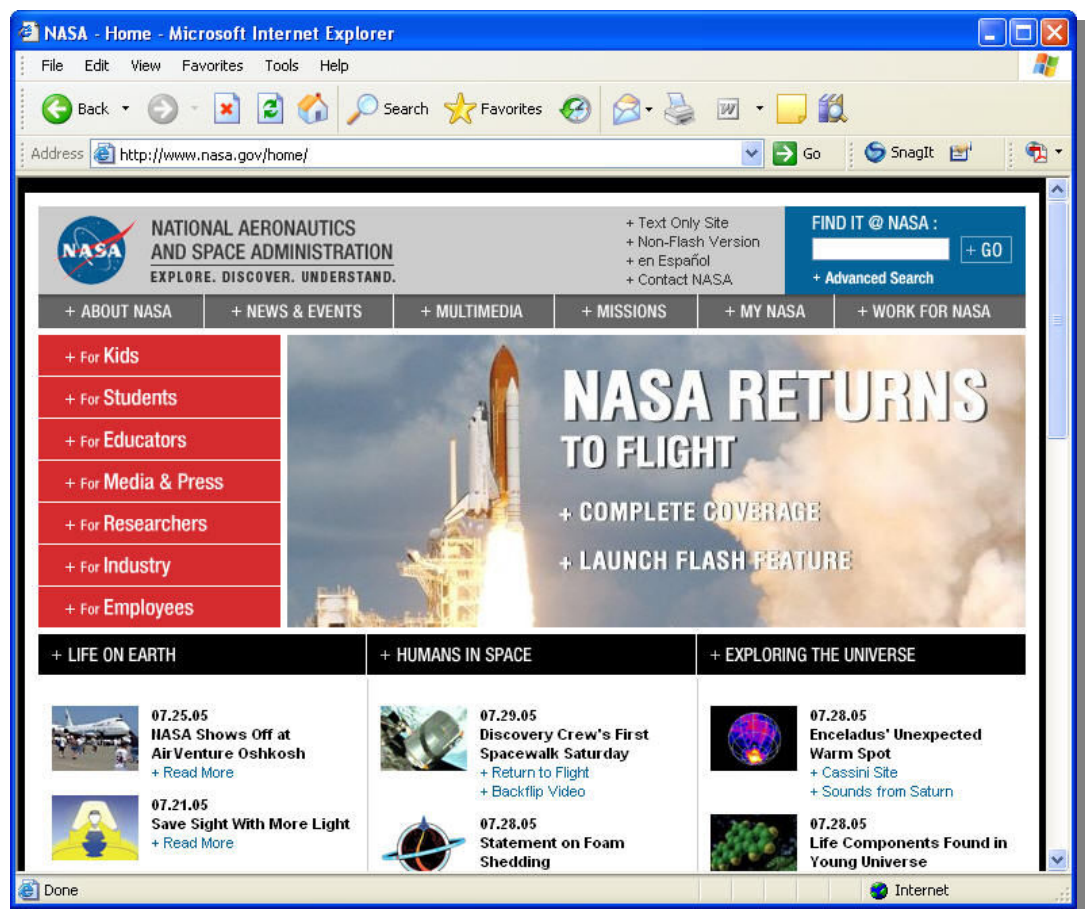 NASA - Home - Microsoft Internet Explorer
File Edit View Favorites Tools Help
Back Search Favorites
Address http://www.nasa.gov/home/ Go SnagIt
NASA
NATIONAL AERONAUTICS
AND SPACE ADMINISTRATION
EXPLORE. DISCOVER. UNDERSTAND.
+ Text Only Site
+ Non-Flash Version
+ en Español
+ Contact NASA
FIND IT @ NASA :
+ GO
+ Advanced Search
+ ABOUT NASA + NEWS & EVENTS + MULTIMEDIA + MISSIONS + MY NASA + WORK FOR NASA
+ For Kids
+ For Students
+ For Educators
+ For Media & Press
+ For Researchers
+ For Industry
+ For Employees
NASA RETURNS
TO FLIGHT
+ COMPLETE COVERAGE
+ LAUNCH FLASH FEATURE
+ LIFE ON EARTH
07.25.05
NASA Shows Off at
AirVenture Oshkosh
+ Read More
07.21.05
Save Sight With More Light
+ Read More
+ HUMANS IN SPACE
07.29.05
Discovery Crew's First
Spacewalk Saturday
+ Return to Flight
+ Backflip Video
07.28.05
Statement on Foam
Shedding
+ EXPLORING THE UNIVERSE
07.28.05
Enceladus' Unexpected
Warm Spot
+ Cassini Site
+ Sounds from Saturn
07.28.05
Life Components Found in
Young Universe
Done Internet